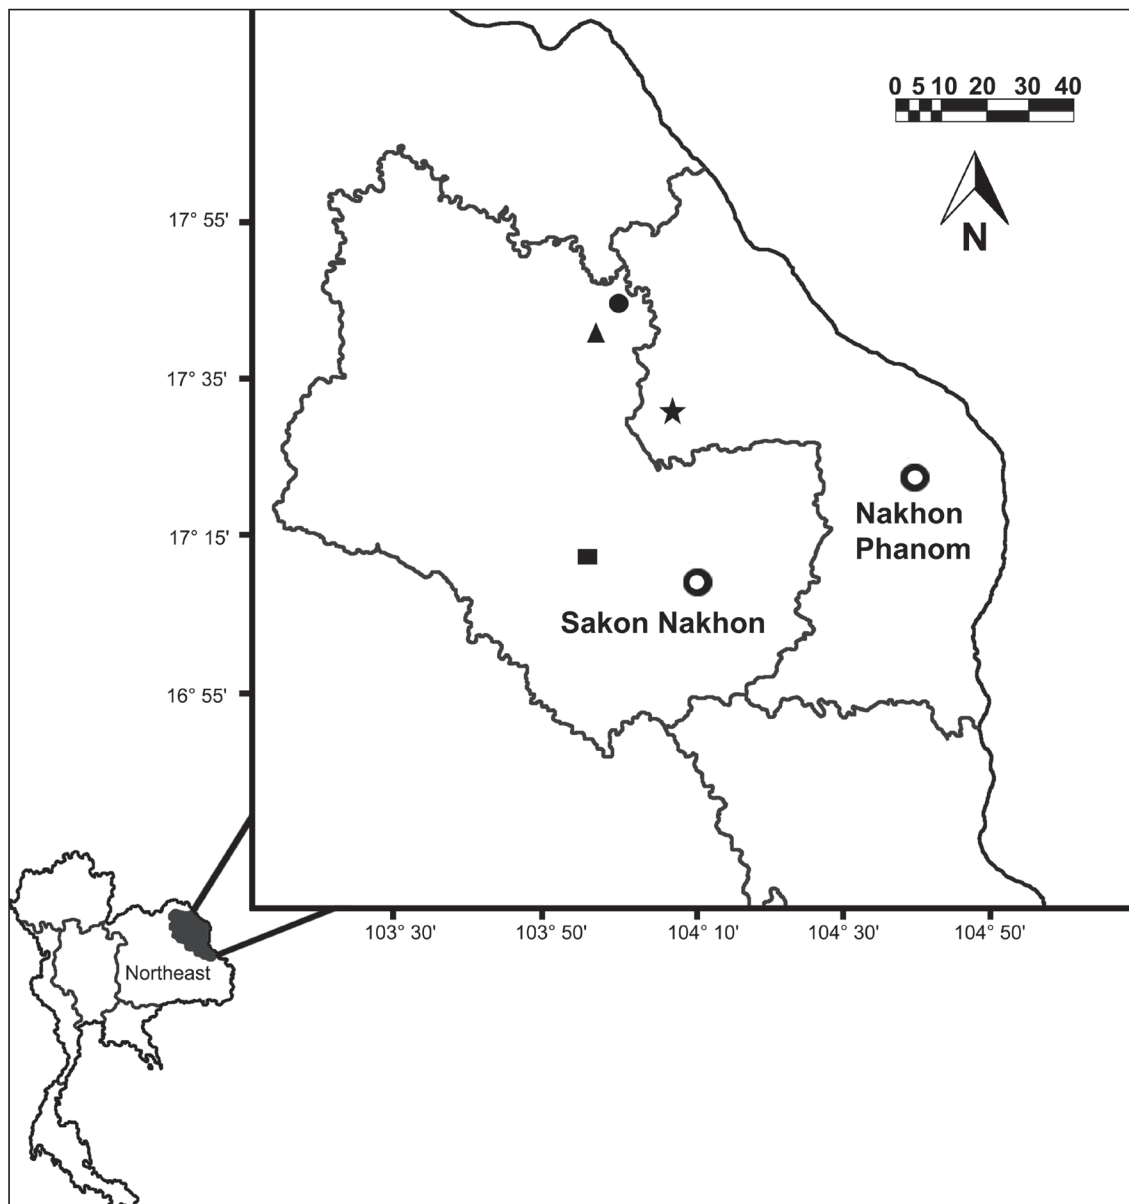 0 5 10 20 30 40
N
17° 55'
17° 35'
17° 15'
16° 55'
Nakhon
Phanom
Sakon Nakhon
103° 30' 103° 50' 104° 10' 104° 30' 104° 50'
Northeast